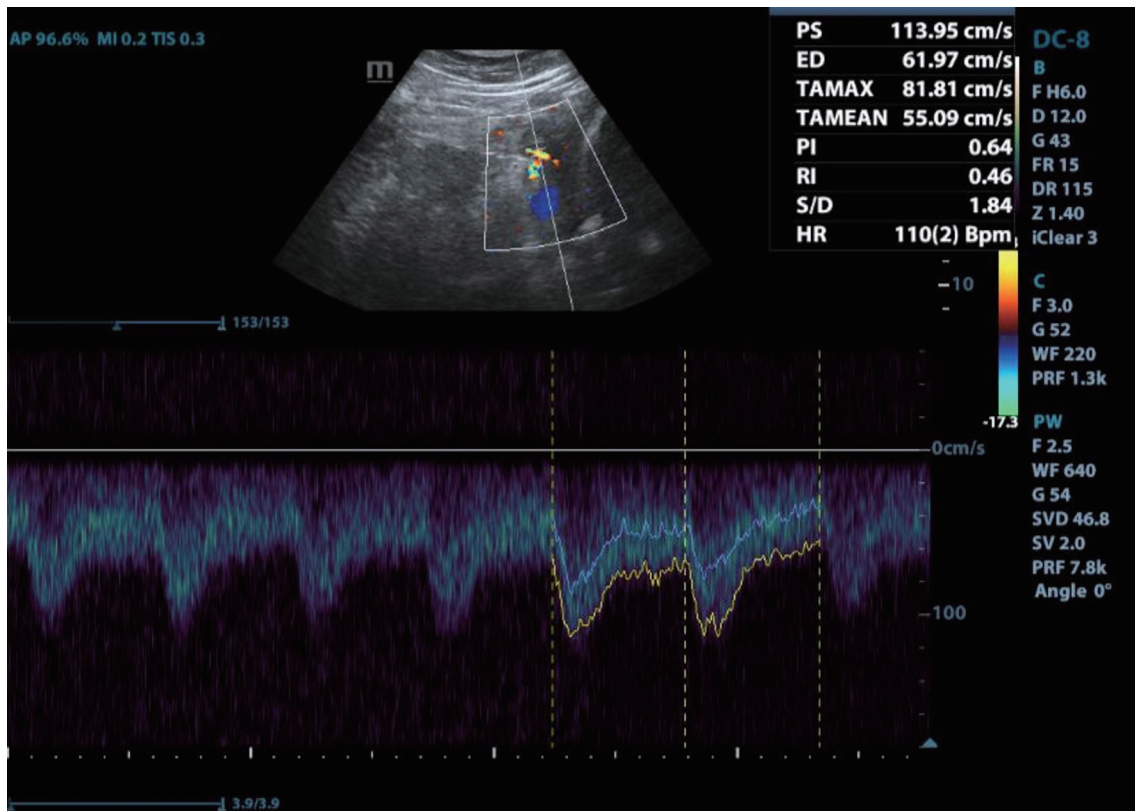 AP 96.6% MI 0.2 TIS 0.3
m
PS 113.95 cm/s
ED 61.97 cm/s
TAMAX 81.81 cm/s
TAMEAN 55.09 cm/s
PI 0.64
RI 0.46
S/D 1.84
HR 110(2) Bpm
DC-8
B
F H6.0
D 12.0
G 43
FR 15
DR 115
Z 1.40
iClear 3
10
C
F 3.0
G 52
WF 220
PRF 1.3k
-17.3
153/153
PW
F 2.5
WF 640
G 54
SVD 46.8
SV 2.0
PRF 7.8k
Angle 0°
0cm/s
100
3.9/3.9